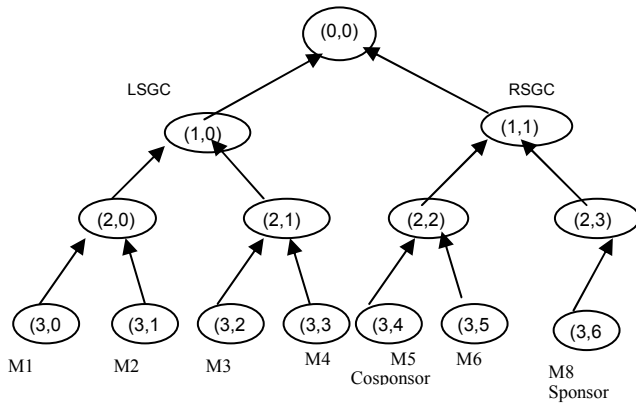 (0,0)
LSGC
RSGC
(1,0)
(1,1)
(2,0)
(2,1)
(2,2)
(2,3)
(3,0
(3,1
(3,2
(3,3
(3,4
(3,5
(3,6
M1
M2
M3
M4
M5
Cosponsor
M6
M8
Sponsor